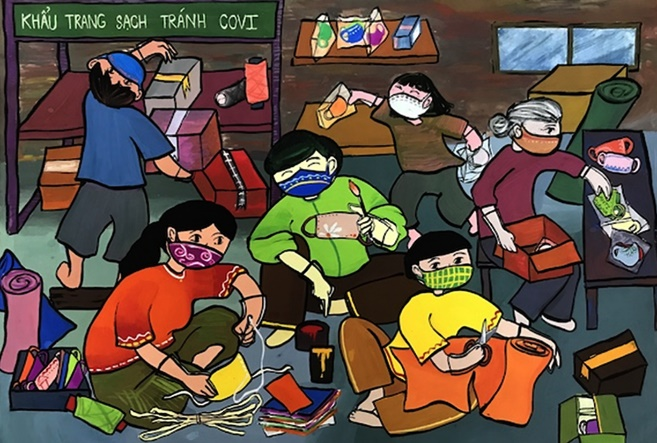 KHẨU TRANG SẠCH TRÁNH COVI